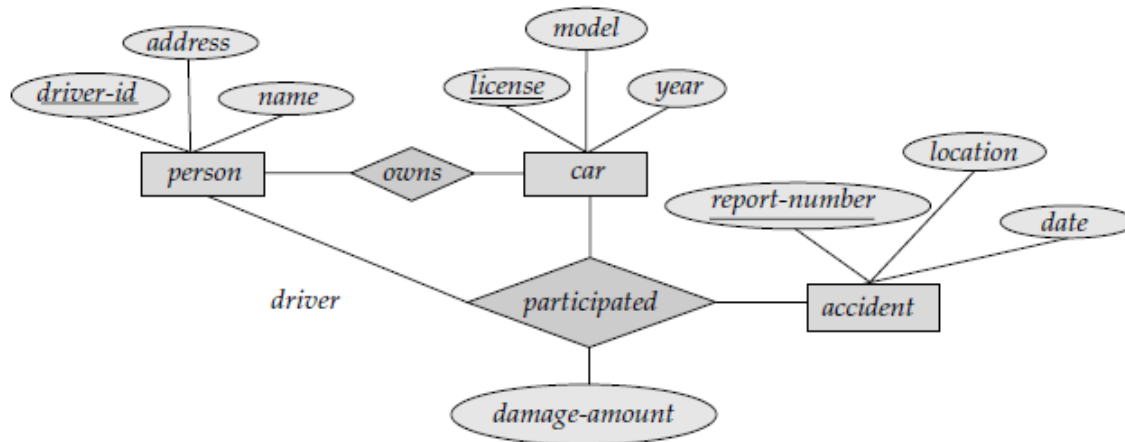 model
address
driver-id
name
license
year
person
owns
car
location
report-number
date
driver
participated
accident
damage-amount